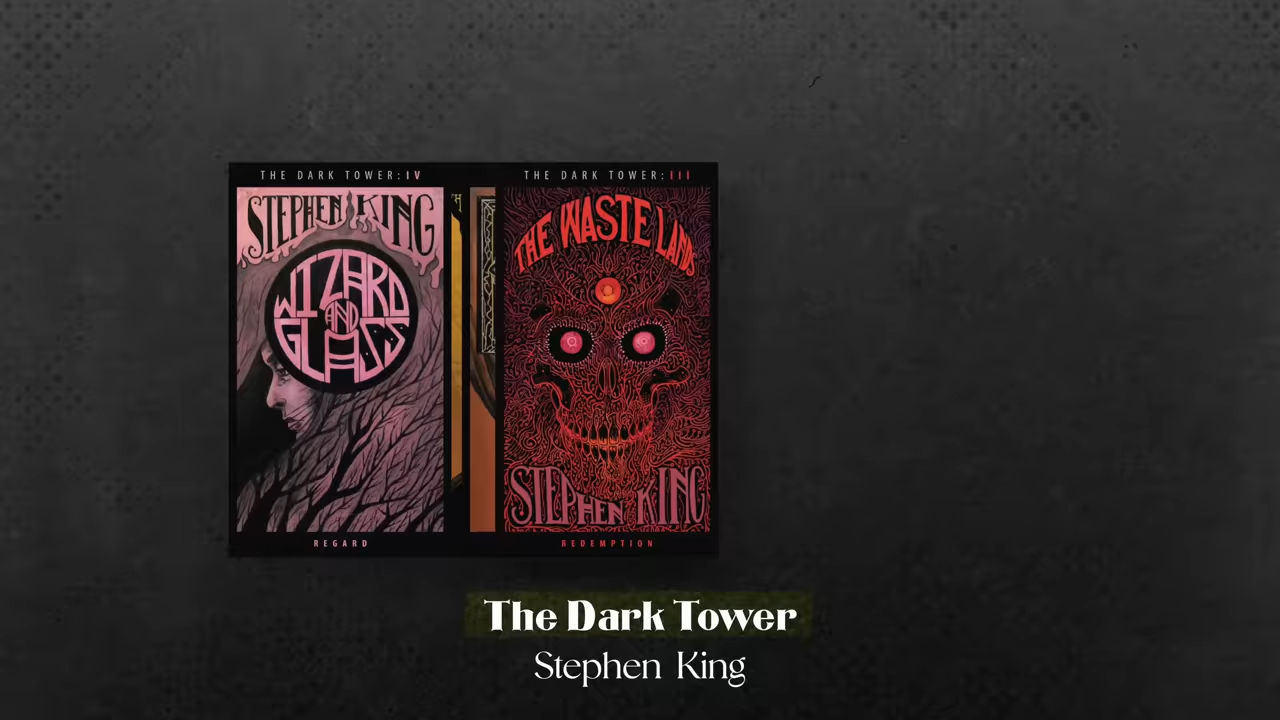 THE DARK TOWER: IV
STEPHEN KING
WIZARD
AND
GLASS
REGARD
THE DARK TOWER: III
THE WASTE LANDS
STEPHEN KING
REDEMPTION
The Dark Tower
Stephen King